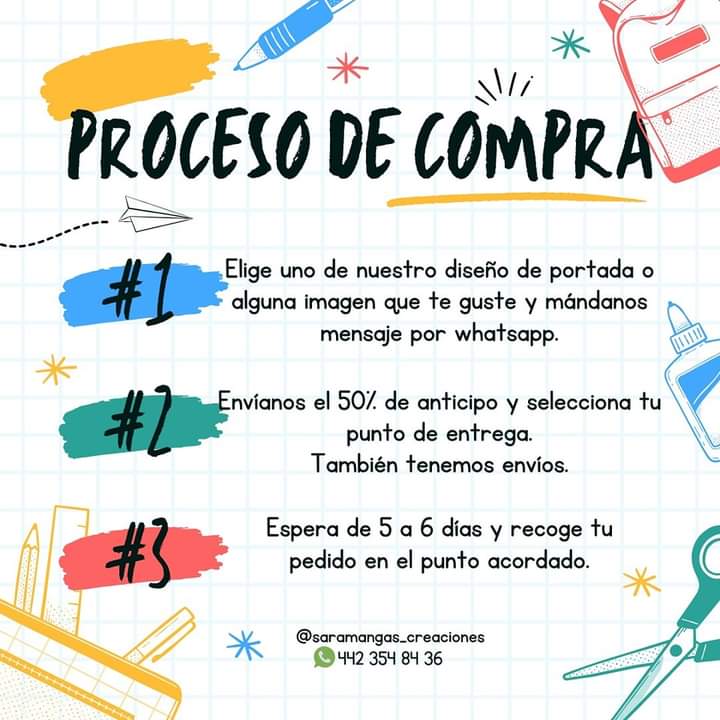 PROCESO DE COMPRA
#1
Elige uno de nuestro diseño de portada o
alguna imagen que te guste y mándanos
mensaje por whatsapp.
#2
Envíanos el 50% de anticipo y selecciona tu
punto de entrega.
También tenemos envíos.
#3
Espera de 5 a 6 días y recoge tu
pedido en el punto acordado.
@saramangas_creaciones
442 354 84 36